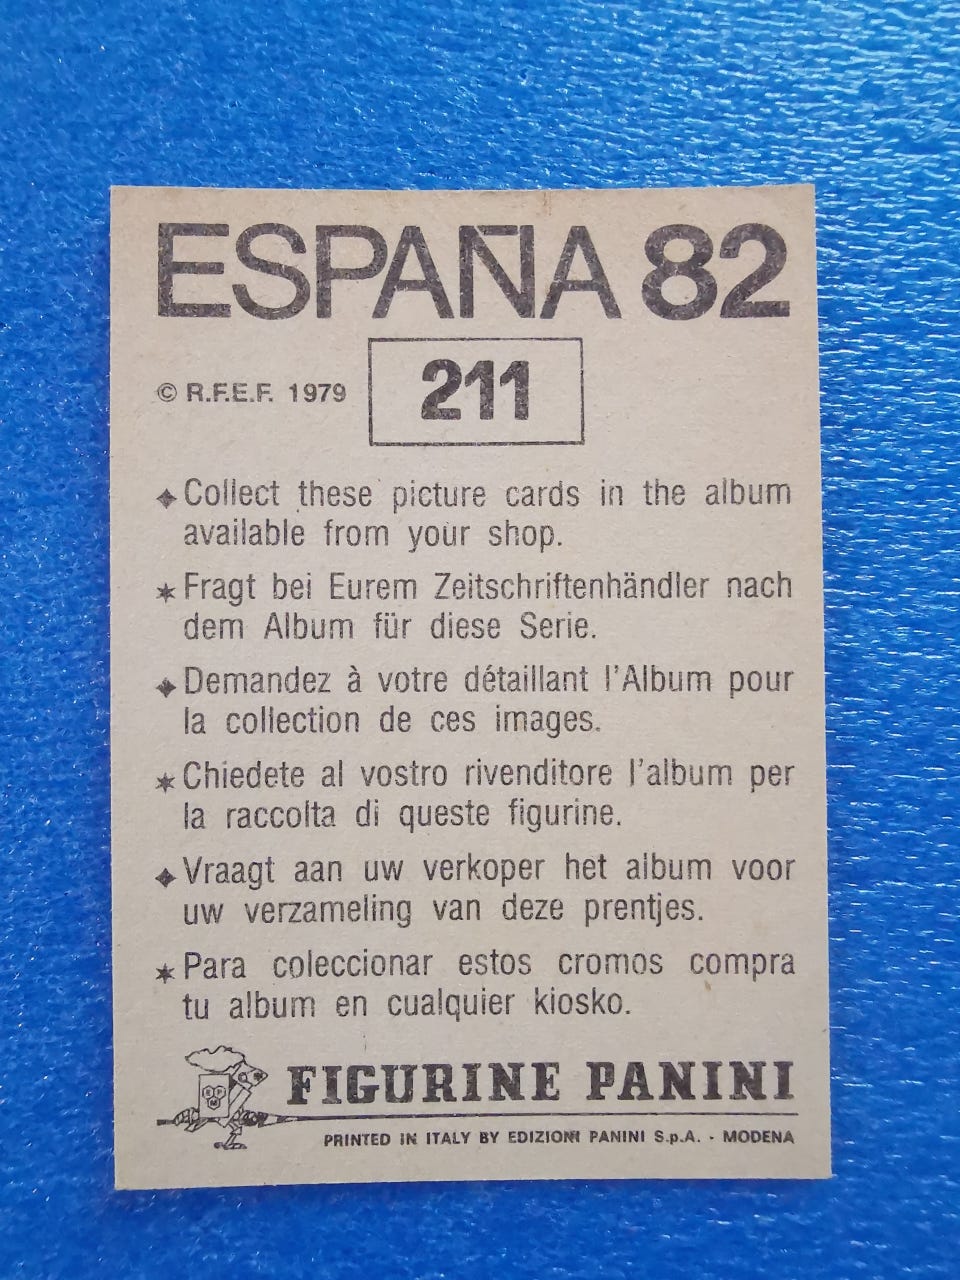 ESPAÑA 82
© R.F.E.F. 1979
211
Collect these picture cards in the album
available from your shop.
Fragt bei Eurem Zeitschriftenhändler nach
dem Album für diese Serie.
Demandez à votre détaillant l'Album pour
la collection de ces images.
Chiedete al vostro rivenditore l'album per
la raccolta di queste figurine.
Vraagt aan uw verkoper het album voor
uw verzameling van deze prentjes.
Para coleccionar estos cromos compra
tu album en cualquier kiosko.
FIGURINE PANINI
PRINTED IN ITALY BY EDIZIONI PANINI S.p.A. - MODENA